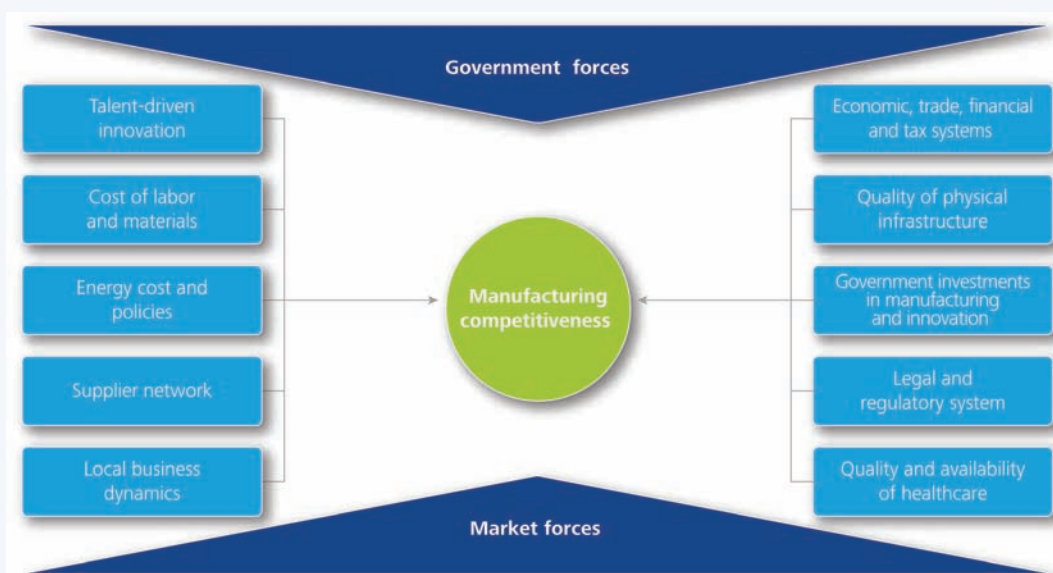 Government forces
Talent-driven
innovation
Cost of labor
and materials
Energy cost and
policies
Supplier network
Local business
dynamics
Manufacturing
competitiveness
Economic, trade, financial
and tax systems
Quality of physical
infrastructure
Government investments
in manufacturing
and innovation
Legal and
regulatory system
Quality and availability
of healthcare
Market forces